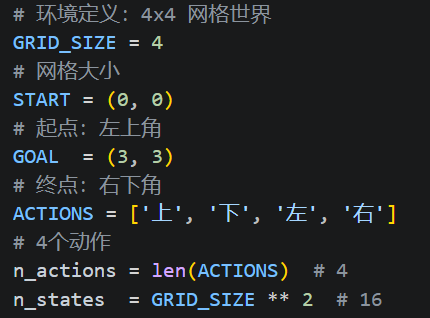 # 环境定义: 4x4 网格世界
GRID_SIZE = 4
# 网格大小
START = (0, 0)
# 起点: 左上角
GOAL  = (3, 3)
# 终点: 右下角
ACTIONS = ['上', '下', '左', '右']
# 4个动作
n_actions = len(ACTIONS)  # 4
n_states  = GRID_SIZE ** 2  # 16